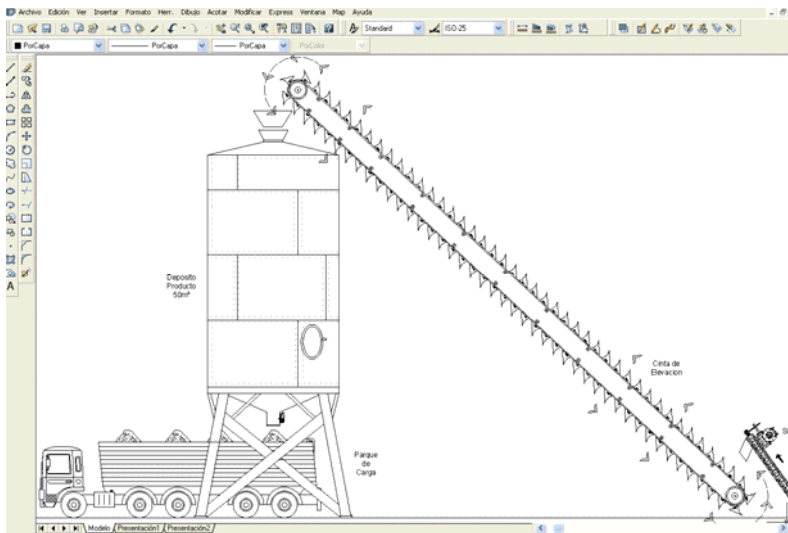 Archivo Edición Ver Insertar Formato Herr. Dibujo Acotar Modificar Express Ventana Map Ayuda
Standard ISO-25
PorCapa PorCapa PorCapa PorColor
Deposito
Producto
50m³
Cinta de
Elevacion
Parque
de
Carga
A
Modelo Presentación1 Presentación2